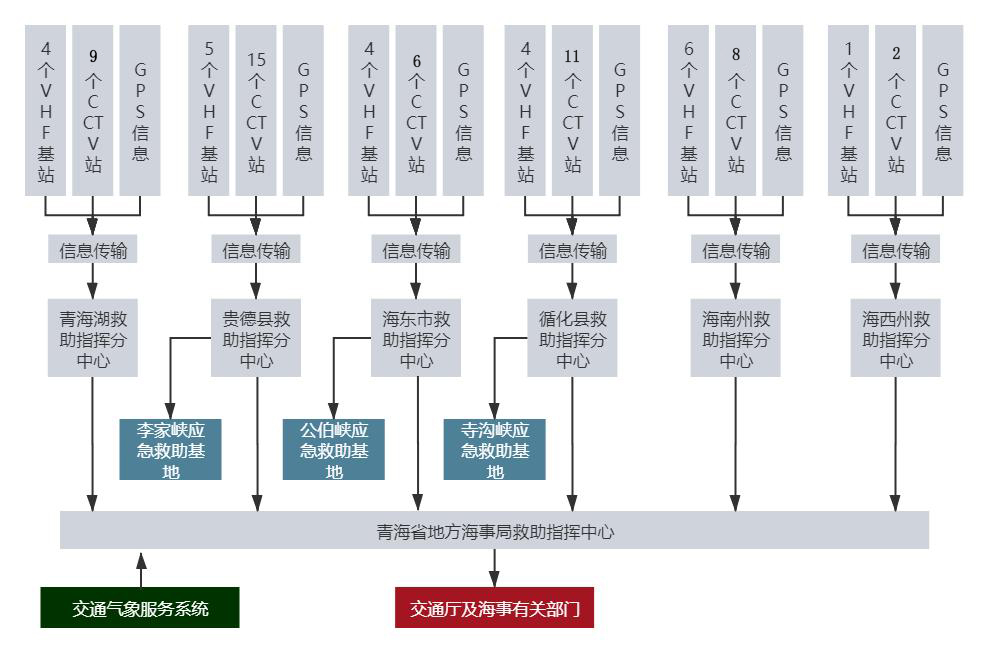 4个VHF基站
9个CCTV站
GPS信息
5个VHF基站
15个CCTV站
GPS信息
4个VHF基站
6个CCTV站
GPS信息
4个VHF基站
11个CCTV站
GPS信息
6个VHF基站
8个CCTV站
GPS信息
1个VHF基站
2个CCTV站
GPS信息
信息传输
信息传输
信息传输
信息传输
信息传输
信息传输
青海湖救
助指挥分
中心
贵德县救
助指挥分
中心
海东市救
助指挥分
中心
循化县救
助指挥分
中心
海南州救
助指挥分
中心
海西州救
助指挥分
中心
李家峡应
急救助基
地
公伯峡应
急救助基
地
寺沟峡应
急救助基
地
青海省地方海事局救助指挥中心
交通气象服务系统
交通厅及海事有关部门